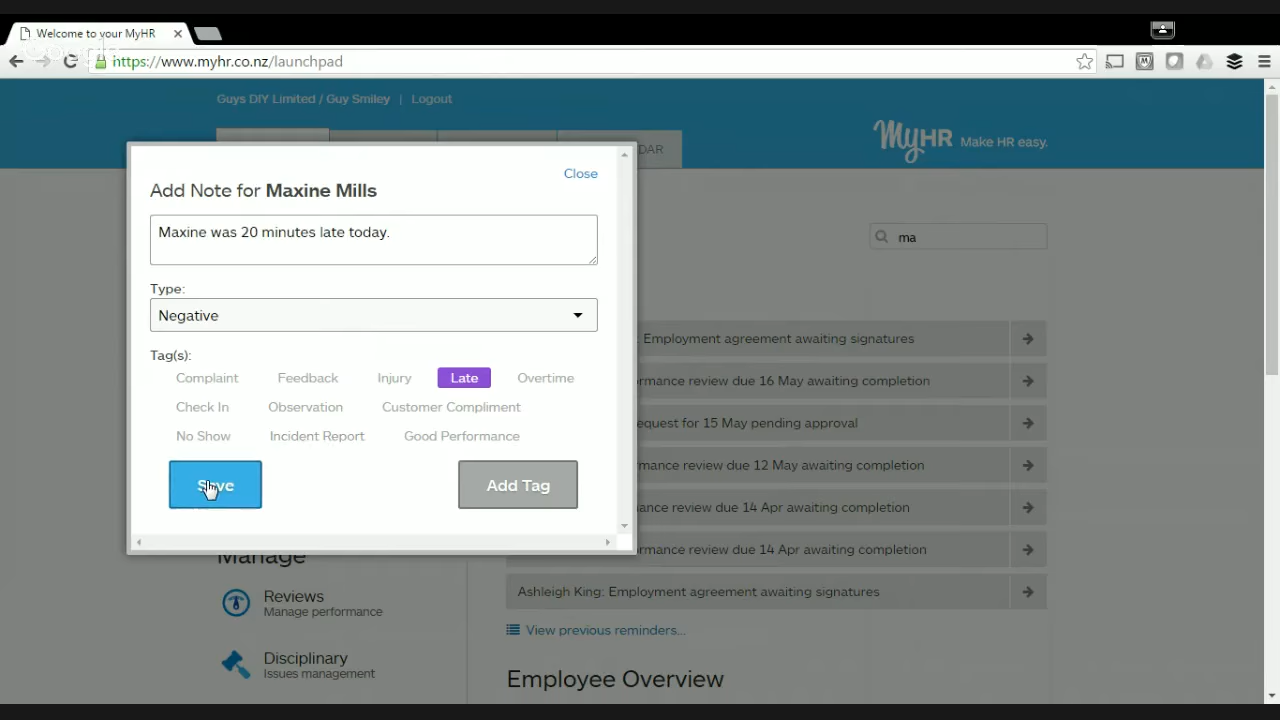 Welcome to your MyHR
https://www.myhr.co.nz/launchpad
Guys DIY Limited / Guy Smiley | Logout
DAR
MyHR Make HR easy.
Close
Add Note for Maxine Mills
Maxine was 20 minutes late today.
ma
Type:
Negative
Tag(s):
Complaint Feedback Injury Late Overtime
Check In Observation Customer Compliment
No Show Incident Report Good Performance
Save Add Tag
Employment agreement awaiting signatures
rmance review due 16 May awaiting completion
equest for 15 May pending approval
mance review due 12 May awaiting completion
ance review due 14 Apr awaiting completion
rmance review due 14 Apr awaiting completion
Ashleigh King: Employment agreement awaiting signatures
View previous reminders...
Manage
Reviews
Manage performance
Disciplinary
Issues management
Employee Overview